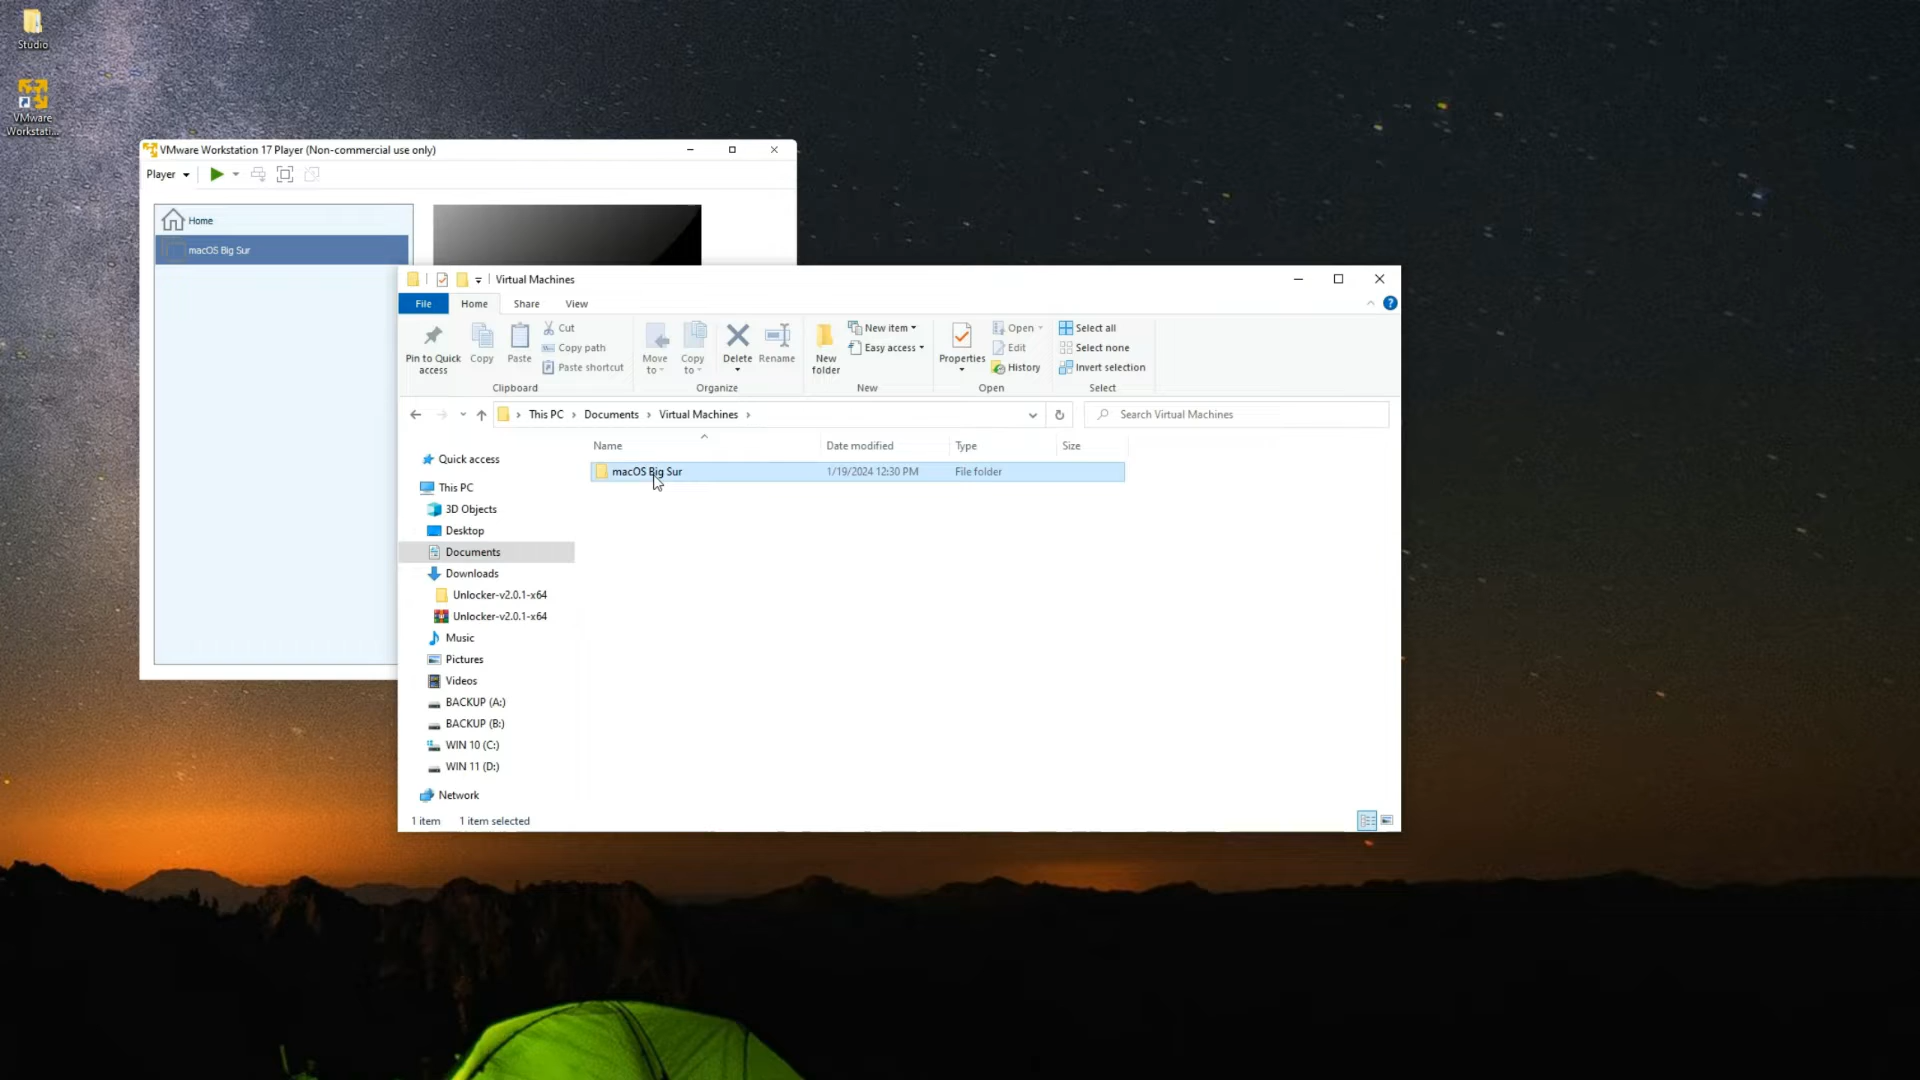 Studio
VMware
Workstati...
VMware Workstation 17 Player (Non-commercial use only)
Player
Home
macOS Big Sur
Virtual Machines
File
Home
Share
View
Pin to Quick
access
Copy
Paste
Cut
Copy path
Paste shortcut
Clipboard
Move
to
Copy
to
Delete
Rename
Organize
New
folder
New item
Easy access
New
Properties
Open
Edit
History
Open
Select all
Select none
Invert selection
Select
This PC > Documents > Virtual Machines >
Search Virtual Machines
Name
Date modified
Type
Size
macOS Big Sur
1/19/2024 12:30 PM
File folder
Quick access
This PC
3D Objects
Desktop
Documents
Downloads
Unlocker-v2.0.1-x64
Unlocker-v2.0.1-x64
Music
Pictures
Videos
BACKUP (A:)
BACKUP (B:)
WIN 10 (C:)
WIN 11 (D:)
Network
1 item
1 item selected